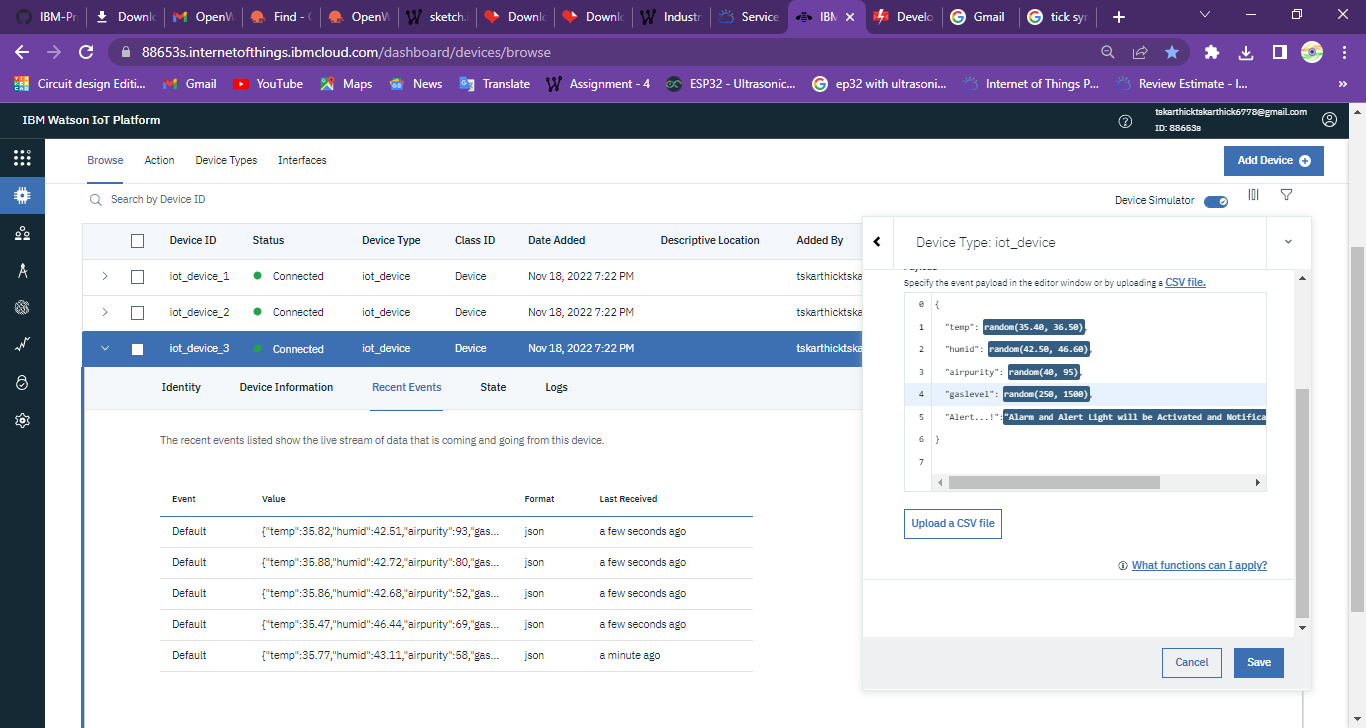 IBM-Pr
Downl
OpenW
Find - 
OpenW
sketch.
Downl
Downl
Industr
Service
IBM
Develo
Gmail
tick syr
88653s.internetofthings.ibmcloud.com/dashboard/devices/browse
Circuit design Editi...
Gmail
YouTube
Maps
News
Translate
Assignment - 4
ESP32 - Ultrasonic...
ep32 with ultrasoni...
Internet of Things P...
Review Estimate - I...
IBM Watson IoT Platform
tskarthicktskarthick6778@gmail.com
ID: 88653s
Browse Action Device Types Interfaces
Add Device
Search by Device ID
Device Simulator
Device ID Status Device Type Class ID Date Added Descriptive Location Added By
iot_device_1 Connected iot_device Device Nov 18, 2022 7:22 PM tskarthicktska
iot_device_2 Connected iot_device Device Nov 18, 2022 7:22 PM tskarthicktska
iot_device_3 Connected iot_device Device Nov 18, 2022 7:22 PM tskarthicktska
Identity Device Information Recent Events State Logs
The recent events listed show the live stream of data that is coming and going from this device.
Event Value Format Last Received
Default {"temp":35.82,"humid":42.51,"airpurity":93,"gas... json a few seconds ago
Default {"temp":35.88,"humid":42.72,"airpurity":80,"gas... json a few seconds ago
Default {"temp":35.86,"humid":42.68,"airpurity":52,"gas... json a few seconds ago
Default {"temp":35.47,"humid":46.44,"airpurity":69,"gas... json a few seconds ago
Default {"temp":35.77,"humid":43.11,"airpurity":58,"gas... json a minute ago
Device Type: iot_device
Payload
Specify the event payload in the editor window or by uploading a CSV file.
0 {
1 "temp": random(35.40, 36.50),
2 "humid": random(42.50, 46.60),
3 "airpurity": random(40, 95),
4 "gaslevel": random(250, 1500),
5 "Alert...!":"Alarm and Alert Light will be Activated and Notifica
6 }
7
Upload a CSV file
What functions can I apply?
Cancel
Save